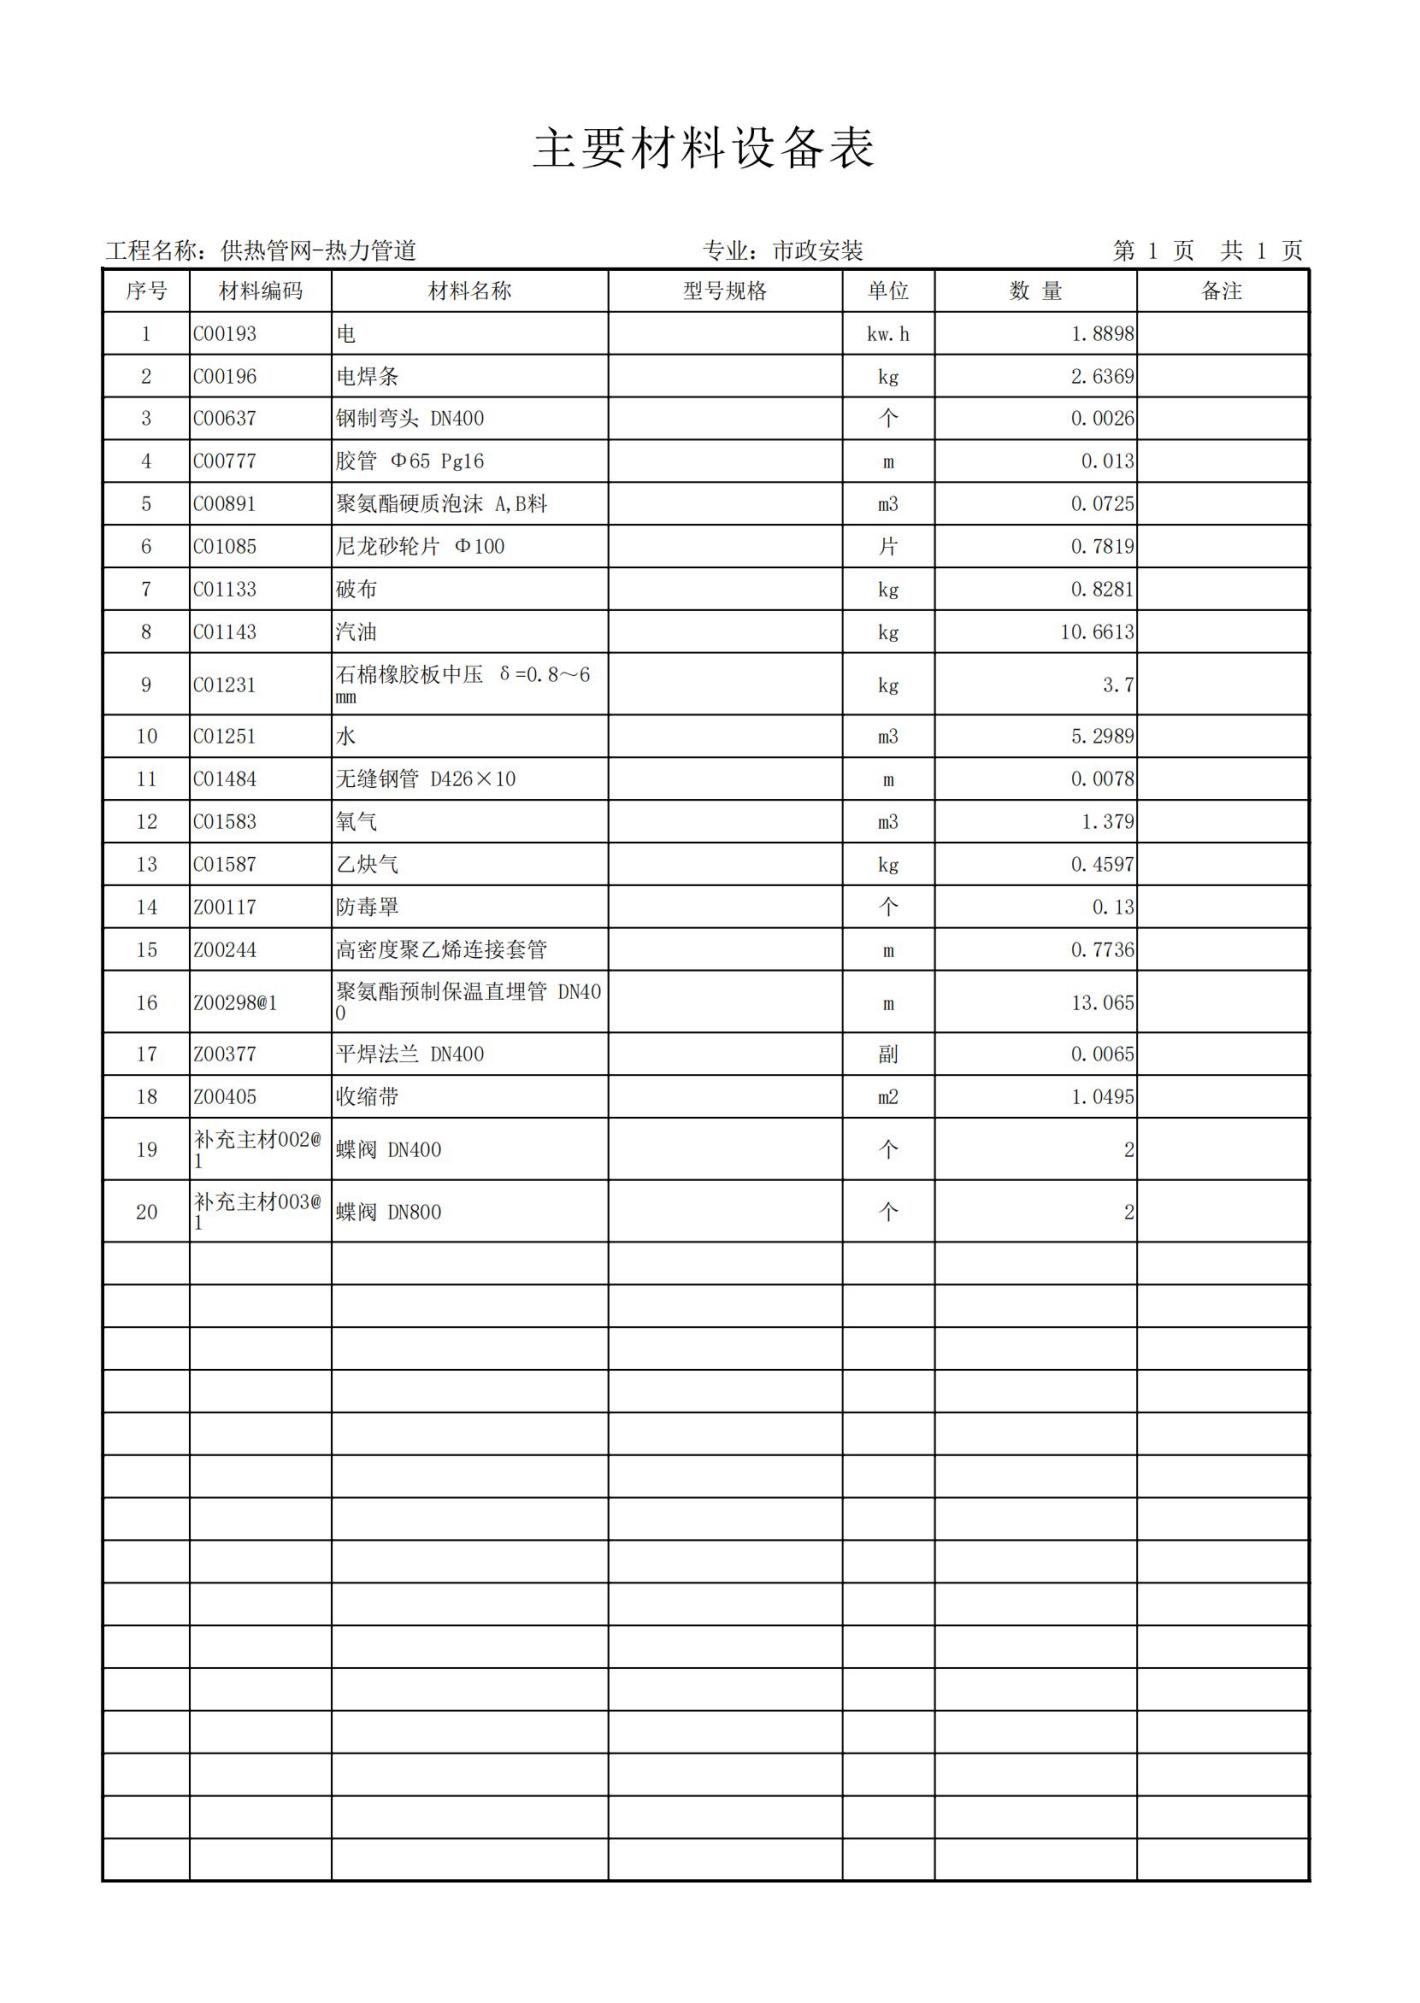 主要材料设备表
工程名称：供热管网-热力管道 专业：市政安装 第 1 页 共 1 页
序号 材料编码 材料名称 型号规格 单位 数 量 备注
1 C00193 电 kw.h 1.8898
2 C00196 电焊条 kg 2.6369
3 C00637 钢制弯头 DN400 个 0.0026
4 C00777 胶管 Φ65 Pg16 m 0.013
5 C00891 聚氨酯硬质泡沫 A,B料 m3 0.0725
6 C01085 尼龙砂轮片 Φ100 片 0.7819
7 C01133 破布 kg 0.8281
8 C01143 汽油 kg 10.6613
9 C01231 石棉橡胶板中压 δ=0.8～6 kg 3.7
mm
10 C01251 水 m3 5.2989
11 C01484 无缝钢管 D426×10 m 0.0078
12 C01583 氧气 m3 1.379
13 C01587 乙炔气 kg 0.4597
14 Z00117 防毒罩 个 0.13
15 Z00244 高密度聚乙烯连接套管 m 0.7736
16 Z00298@1 聚氨酯预制保温直埋管 DN40 m 13.065
0
17 Z00377 平焊法兰 DN400 副 0.0065
18 Z00405 收缩带 m2 1.0495
19 补充主材002@ 蝶阀 DN400 个 2
1
20 补充主材003@ 蝶阀 DN800 个 2
1